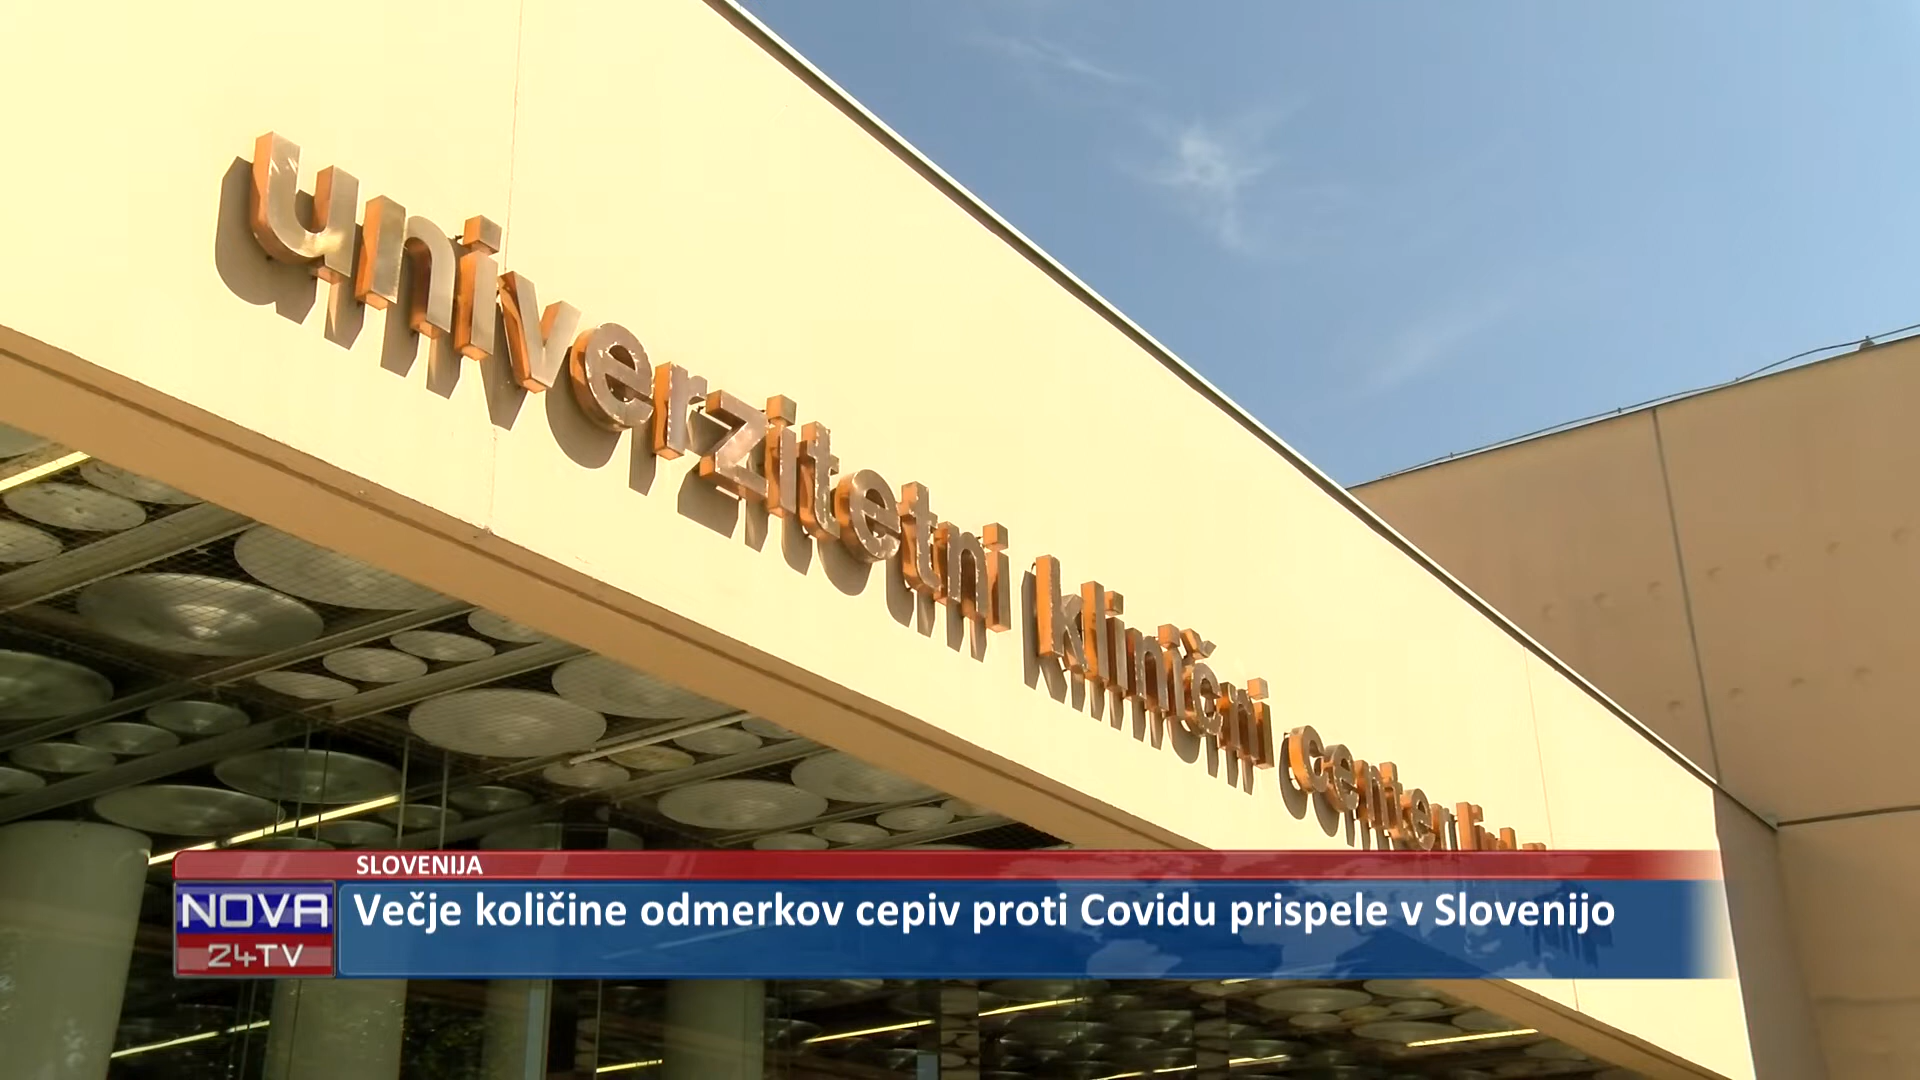 univerzitetni klinični center
SLOVENIJA
NOVA
24TV
Večje količine odmerkov cepiv proti Covidu prispele v Slovenijo